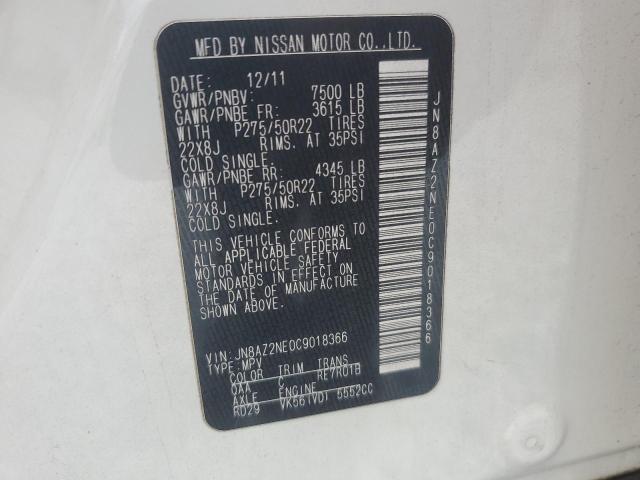 MFD BY NISSAN MOTOR CO.,LTD.
DATE: 12/11
GVWR/PNBV: 7500 LB
GAWR/PNBE FR: 3615 LB
WITH P275/50R22 TIRES
22X8J RIMS. AT 35PSI
COLD SINGLE.
GAWR/PNBE RR: 4345 LB
WITH P275/50R22 TIRES
22X8J RIMS. AT 35PSI
COLD SINGLE.
THIS VEHICLE CONFORMS TO
ALL APPLICABLE FEDERAL
MOTOR VEHICLE SAFETY
STANDARDS IN EFFECT ON
THE DATE OF MANUFACTURE
SHOWN ABOVE.
VIN: JN8AZ2NE0C9018366
TYPE: MPV
COLOR TRIM TRANS
QAA C RE7R01B
AXLE ENGINE
RD29 VK56(VD) 5552CC
JN8AZ2NE0C9018366